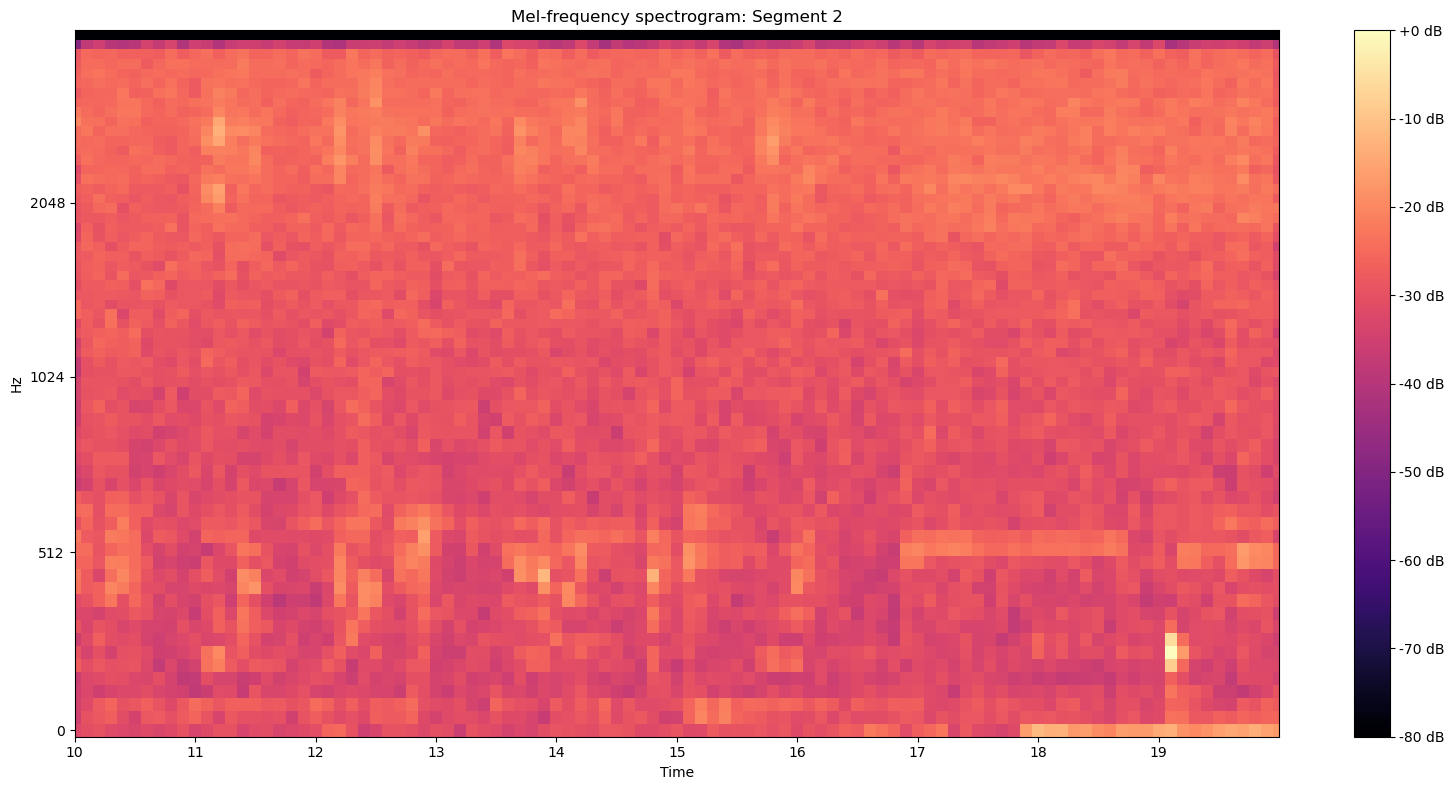 Mel-frequency spectrogram: Segment 2
+0 dB
-10 dB
-20 dB
-30 dB
-40 dB
-50 dB
-60 dB
-70 dB
-80 dB
Hz
2048
1024
512
0
10 11 12 13 14 15 16 17 18 19
Time